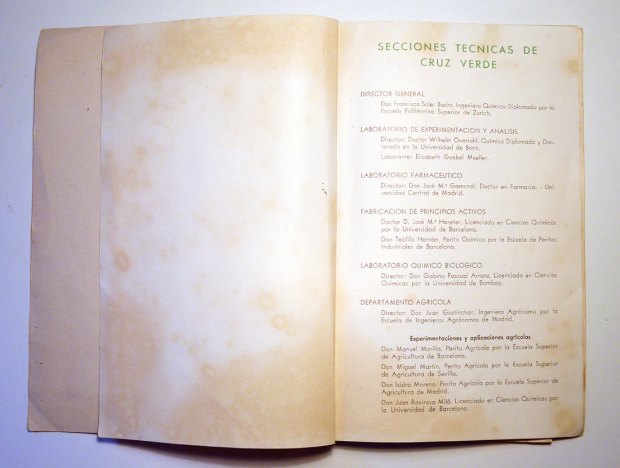 SECCIONES TECNICAS DE
CRUZ VERDE
DIRECTOR GENERAL
Don Francisco Soler Bachs, Ingeniero Químico Diplomado por la
Escuela Politécnica Superior de Zurich.
LABORATORIO DE EXPERIMENTACION Y ANALISIS
Director: Doctor Wilhelm Oversohl, Químico Diplomado y Doc-
torado en la Universidad de Bonn.
Laborante: Elisabeth Goebel Mueller.
LABORATORIO FARMACEUTICO
Director: Don José M.ª Gamundi, Doctor en Farmacia. - Uni-
versidad Central de Madrid.
FABRICACION DE PRINCIPIOS ACTIVOS
Doctor D. José M.ª Hereter, Licenciado en Ciencias Químicas
por la Universidad de Barcelona.
Don Teófilo Hernán, Perito Químico por la Escuela de Peritos
Industriales de Barcelona.
LABORATORIO QUIMICO BIOLOGICO
Director: Don Gabino Pascual Arrate, Licenciado en Ciencias
Químicas por la Universidad de Bombay.
DEPARTAMENTO AGRICOLA
Director: Don Juan Gostinchar, Ingeniero Agrónomo por la
Escuela de Ingenieros Agrónomos de Madrid.
Experimentaciones y aplicaciones agrícolas
Don Manuel Morillo, Perito Agrícola por la Escuela Superior
de Agricultura de Barcelona.
Don Miguel Martín, Perito Agrícola por la Escuela Superior
de Agricultura de Sevilla.
Don Isidro Moreno, Perito Agrícola por la Escuela Superior de
Agricultura de Madrid.
Don Juan Rovirosa Milá, Licenciado en Ciencias Químicas por
la Universidad de Barcelona.